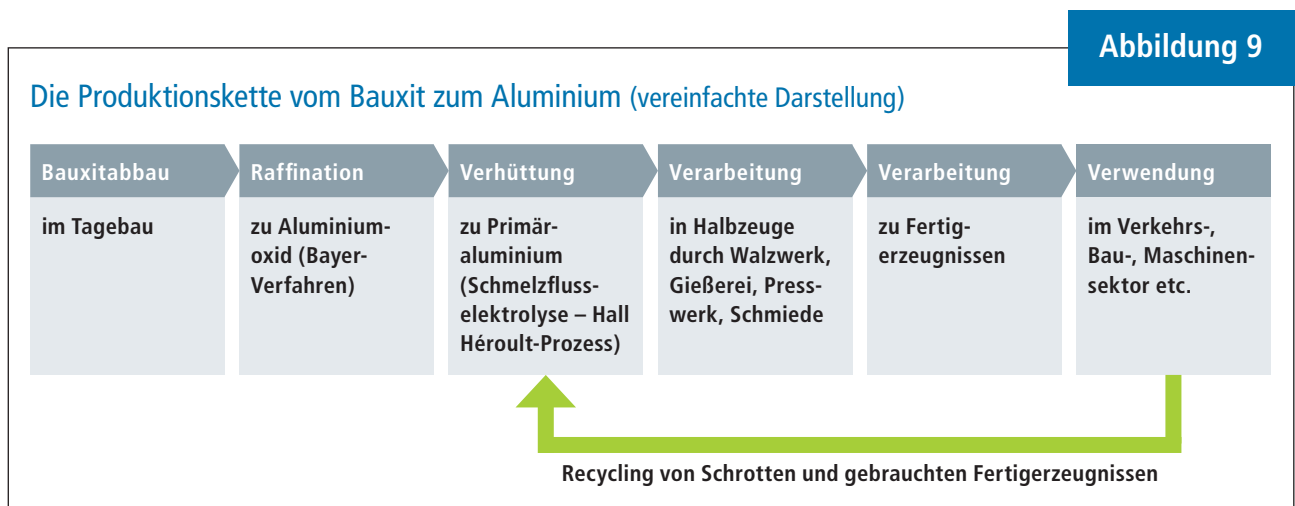 Abbildung 9
Die Produktionskette vom Bauxit zum Aluminium (vereinfachte Darstellung)
Bauxitabbau
im Tagebau
Raffination
zu Aluminium-
oxid (Bayer-
Verfahren)
Verhüttung
zu Primär-
aluminium
(Schmelzfluss-
elektrolyse – Hall
Héroult-Prozess)
Verarbeitung
in Halbzeuge
durch Walzwerk,
Gießerei, Press-
werk, Schmiede
Verarbeitung
zu Fertig-
erzeugnissen
Verwendung
im Verkehrs-,
Bau-, Maschinen-
sektor etc.
Recycling von Schrotten und gebrauchten Fertigerzeugnissen